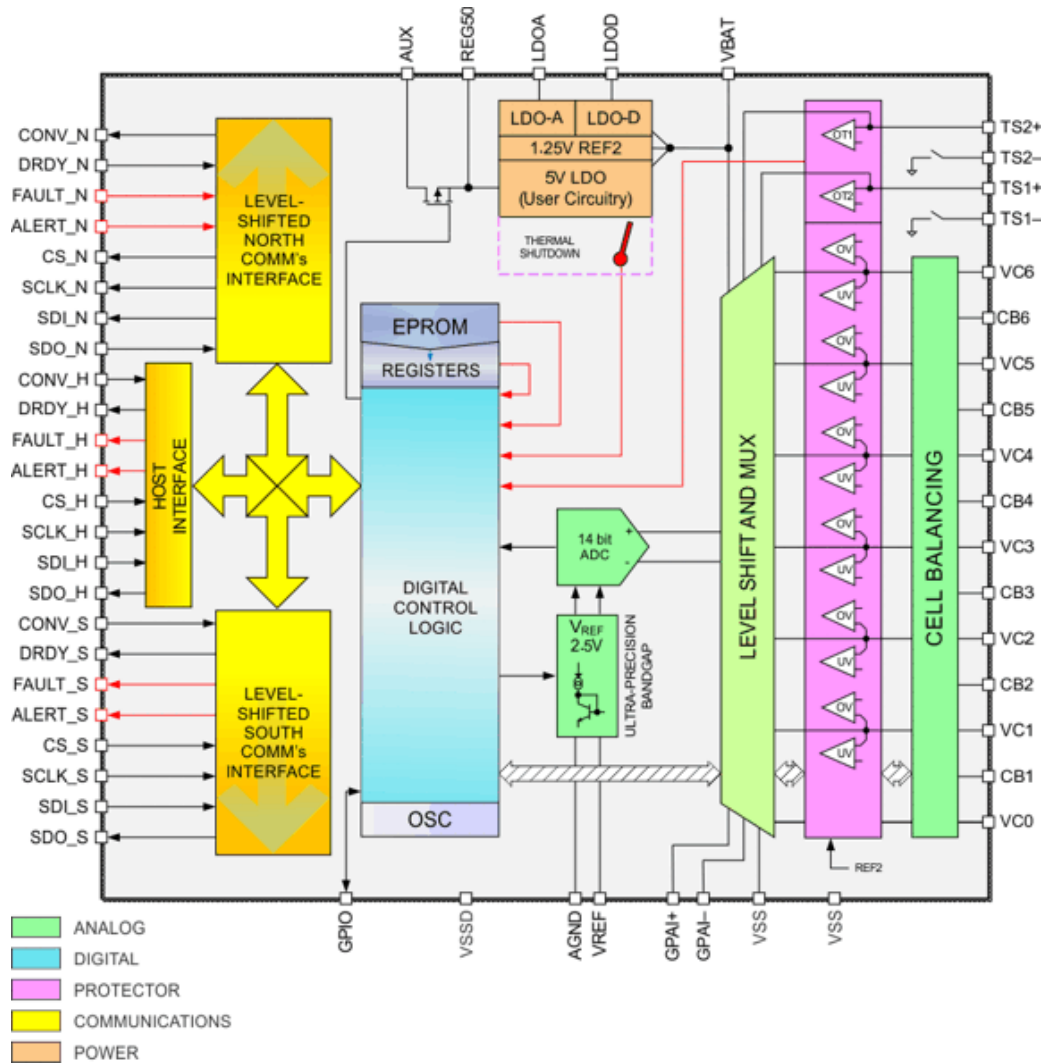 AUX
REG50
LDOA
LDOD
VBAT
CONV_N
DRDY_N
FAULT_N
ALERT_N
CS_N
SCLK_N
SDI_N
SDO_N
CONV_H
DRDY_H
FAULT_H
ALERT_H
CS_H
SCLK_H
SDI_H
SDO_H
CONV_S
DRDY_S
FAULT_S
ALERT_S
CS_S
SCLK_S
SDI_S
SDO_S
LEVEL-
SHIFTED
NORTH
COMM's
INTERFACE
HOST
INTERFACE
LEVEL-
SHIFTED
SOUTH
COMM's
INTERFACE
LDO-A
LDO-D
1.25V REF2
5V LDO
(User Circuitry)
THERMAL
SHUTDOWN
EPROM
REGISTERS
DIGITAL
CONTROL
LOGIC
OSC
14 bit
ADC
+
-
VREF
2.5V
ULTRA-PRECISION
BANDGAP
LEVEL SHIFT AND MUX
OT1
OT2
OV
UV
OV
UV
OV
UV
OV
UV
OV
UV
OV
UV
REF2
CELL BALANCING
TS2+
TS2–
TS1+
TS1–
VC6
CB6
VC5
CB5
VC4
CB4
VC3
CB3
VC2
CB2
VC1
CB1
VC0
GPIO
VSSD
AGND
VREF
GPAI+
GPAI–
VSS
VSS
ANALOG
DIGITAL
PROTECTOR
COMMUNICATIONS
POWER